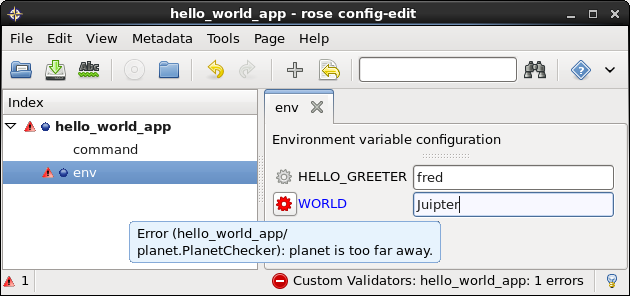 hello_world_app - rose config-edit
File Edit View Metadata Tools Page Help
Index
hello_world_app
command
env
env
Environment variable configuration
HELLO_GREETER fred
WORLD Juipter
Error (hello_world_app/
planet.PlanetChecker): planet is too far away.
1
Custom Validators: hello_world_app: 1 errors